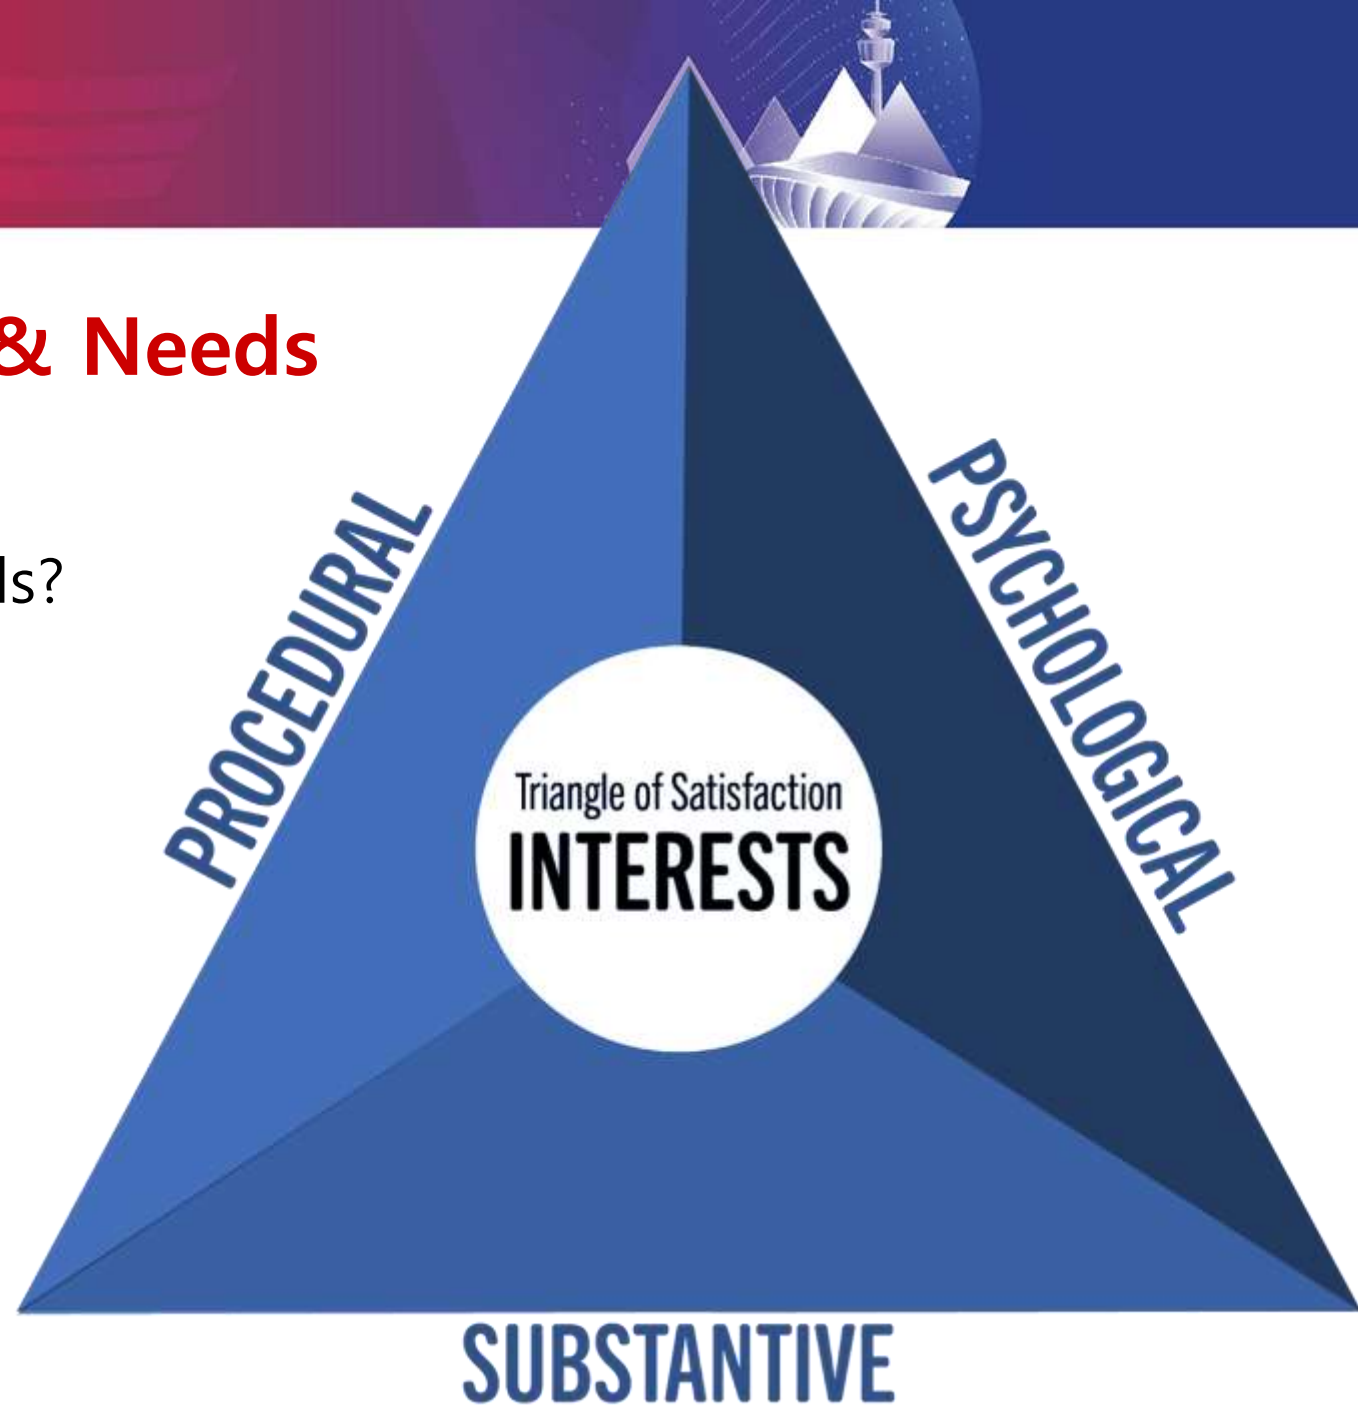 & Needs
ls?
PROCEDURAL
PSYCHOLOGICAL
Triangle of Satisfaction
INTERESTS
SUBSTANTIVE